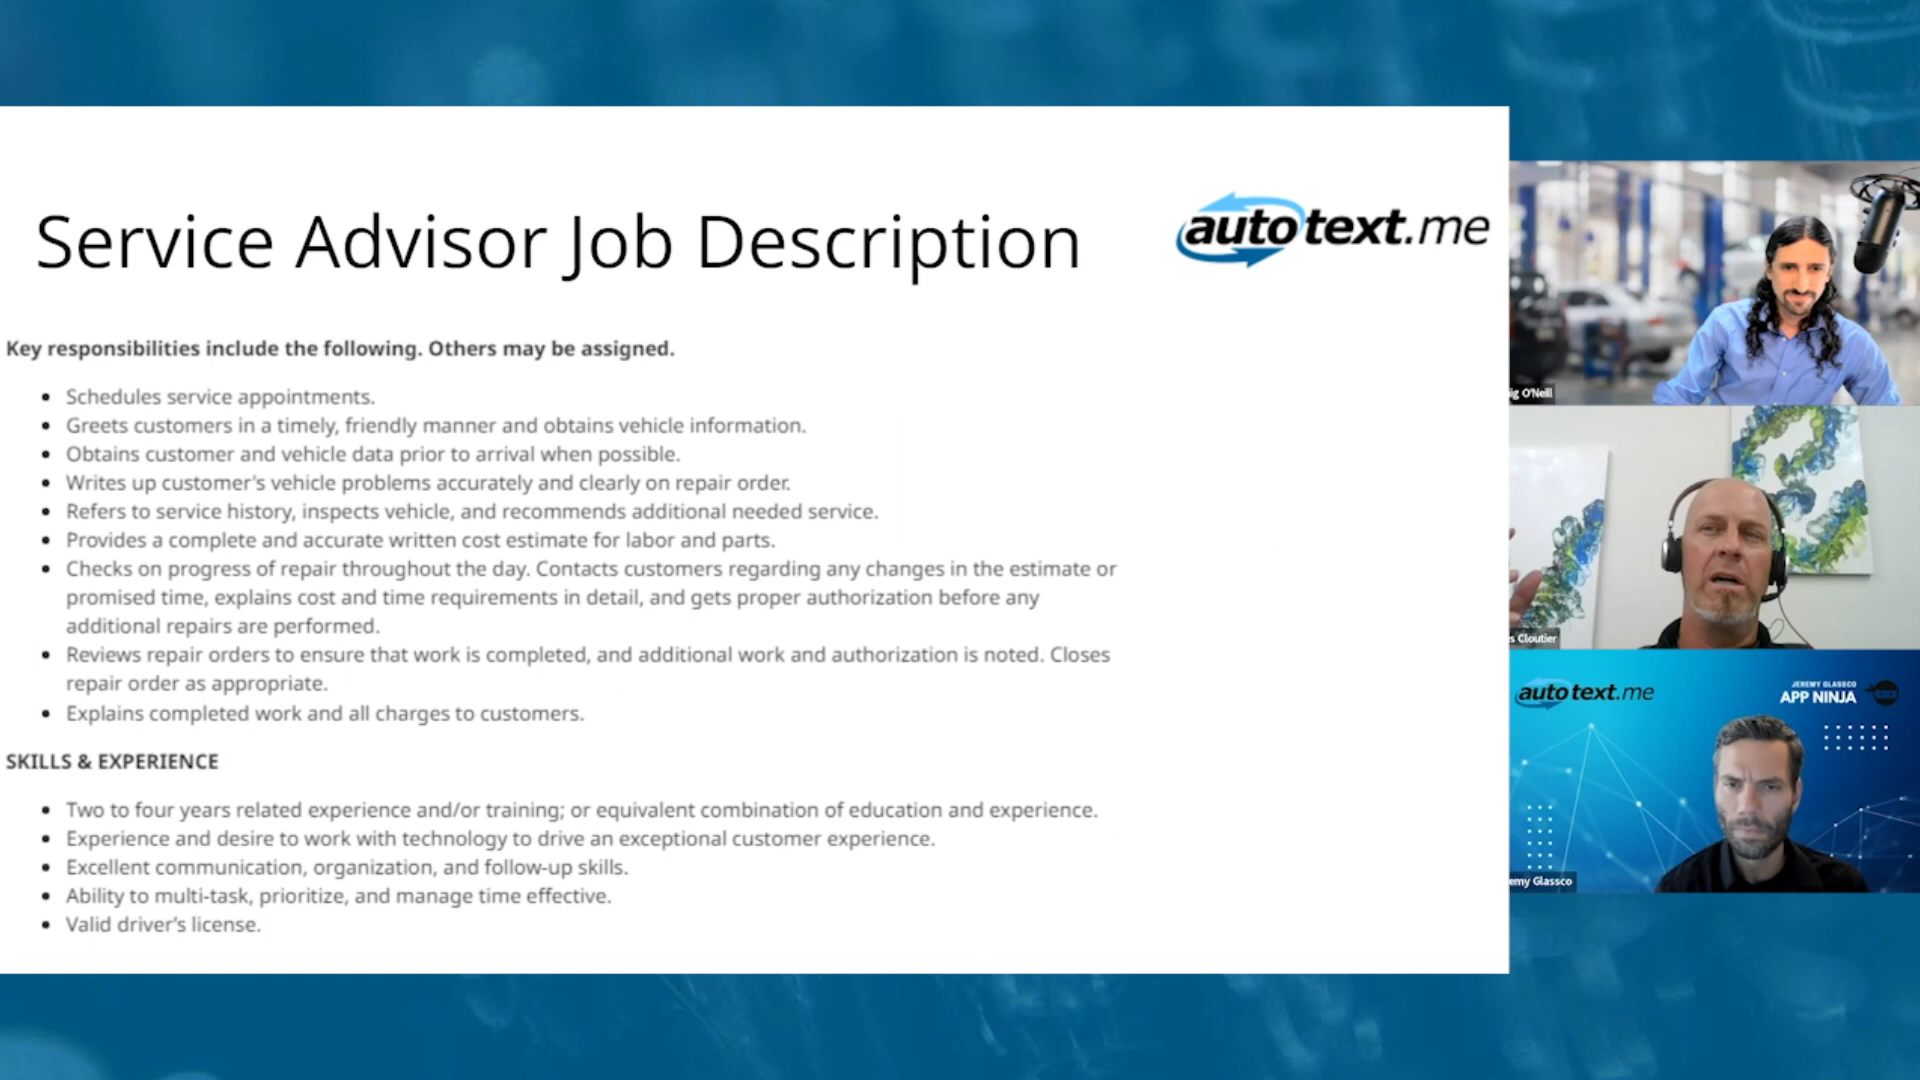 Service Advisor Job Description
autotext.me
Key responsibilities include the following. Others may be assigned.
• Schedules service appointments.
• Greets customers in a timely, friendly manner and obtains vehicle information.
• Obtains customer and vehicle data prior to arrival when possible.
• Writes up customer's vehicle problems accurately and clearly on repair order.
• Refers to service history, inspects vehicle, and recommends additional needed service.
• Provides a complete and accurate written cost estimate for labor and parts.
• Checks on progress of repair throughout the day. Contacts customers regarding any changes in the estimate or
promised time, explains cost and time requirements in detail, and gets proper authorization before any
additional repairs are performed.
• Reviews repair orders to ensure that work is completed, and additional work and authorization is noted. Closes
repair order as appropriate.
• Explains completed work and all charges to customers.
SKILLS & EXPERIENCE
• Two to four years related experience and/or training; or equivalent combination of education and experience.
• Experience and desire to work with technology to drive an exceptional customer experience.
• Excellent communication, organization, and follow-up skills.
• Ability to multi-task, prioritize, and manage time effective.
• Valid driver's license.
ig O'Neill
s Cloutier
autotext.me
JEREMY GLASSCO
APP NINJA
emy Glassco